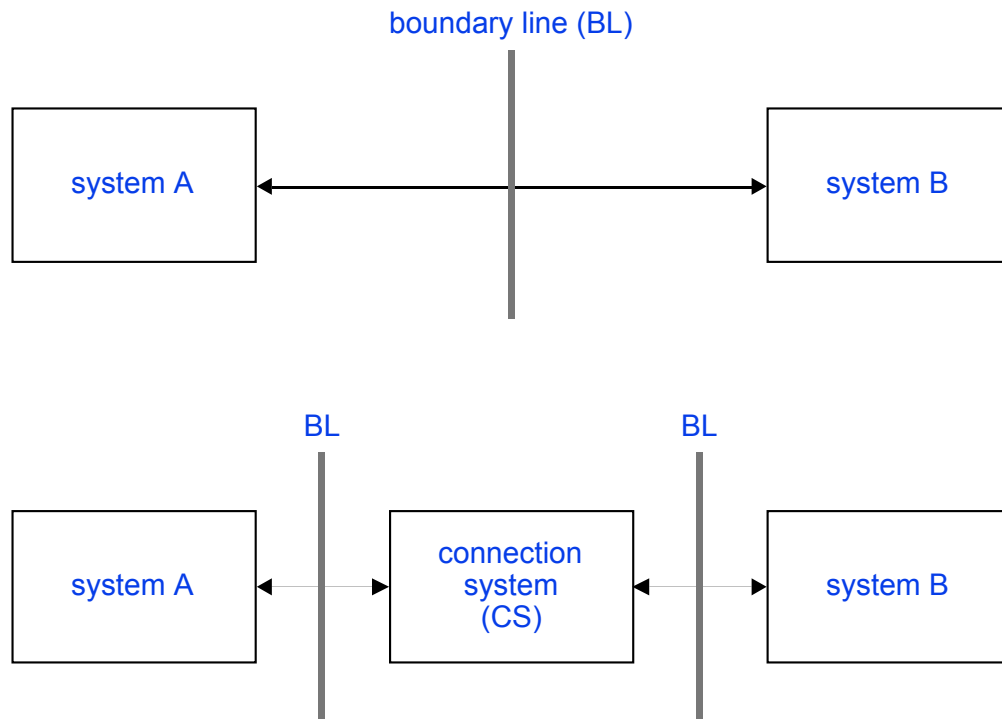 boundary line (BL)
system A
system B
BL
BL
system A
connection
system
(CS)
system B